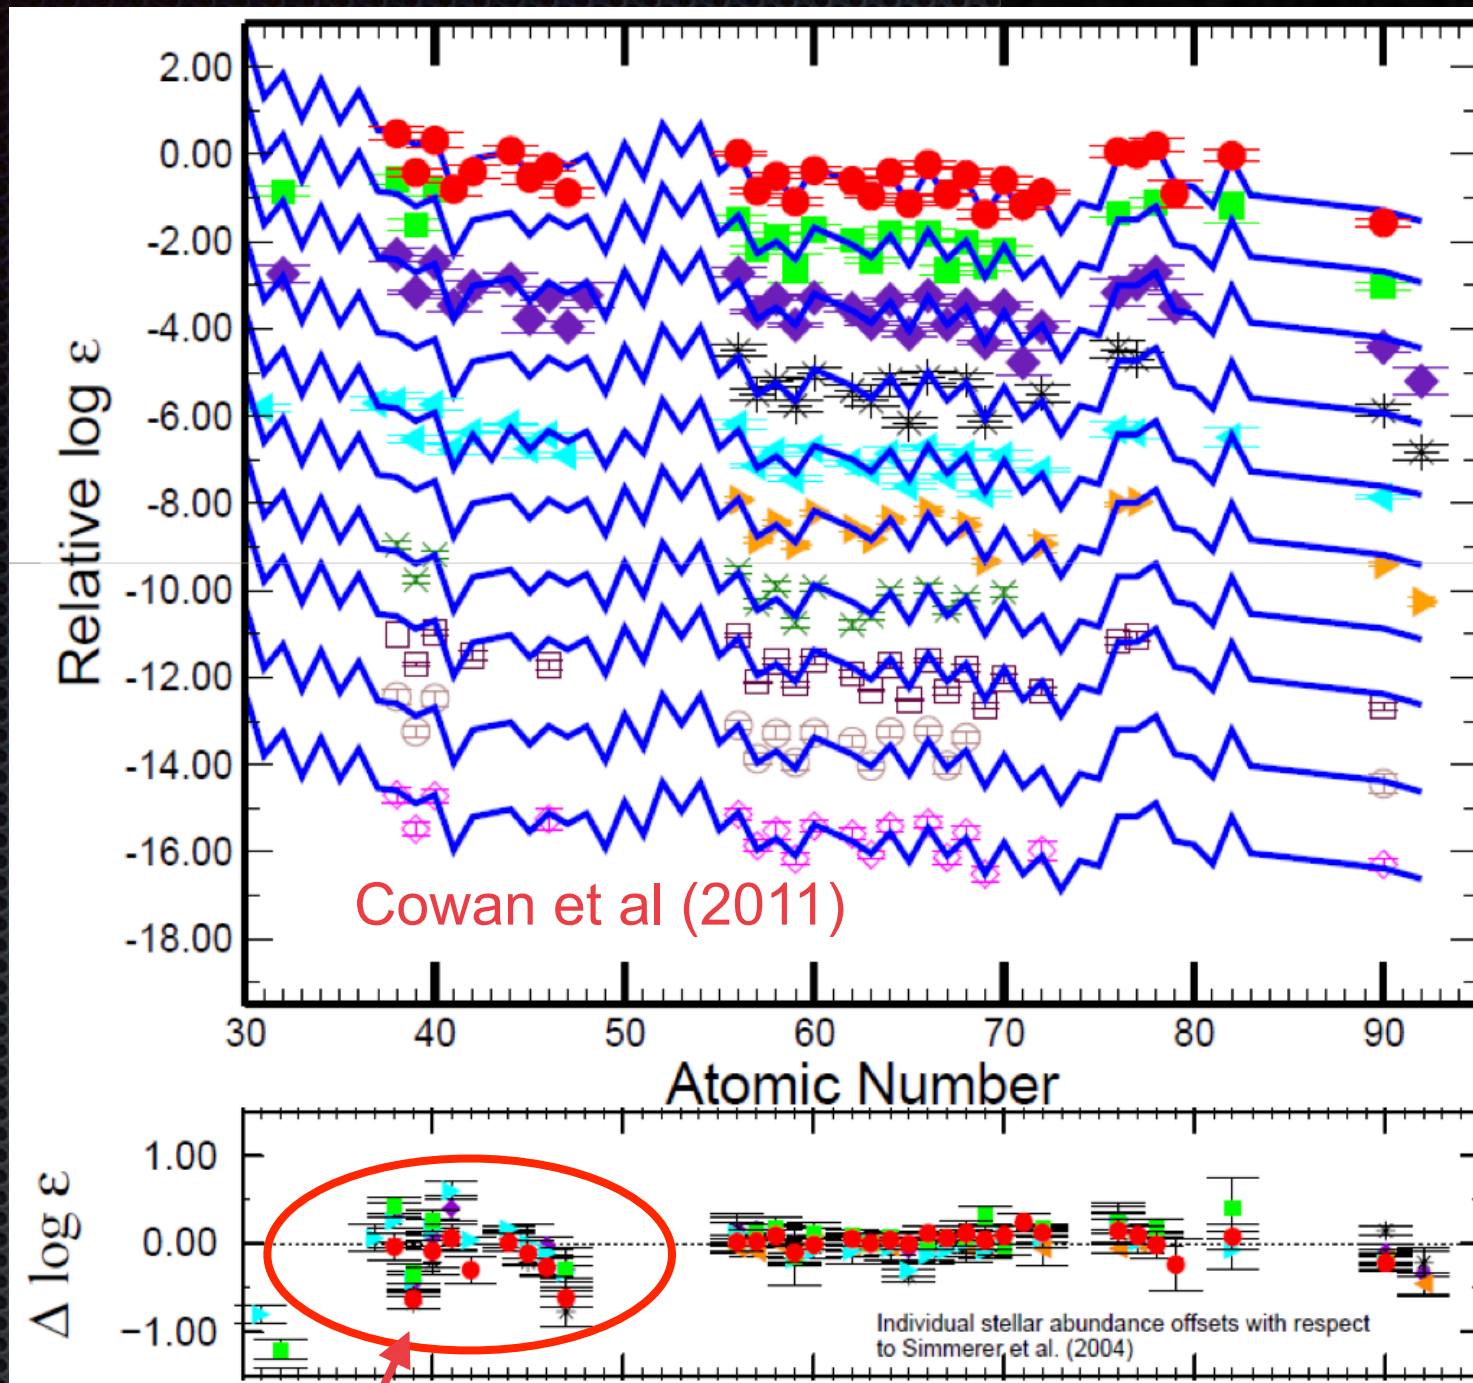 2.00
0.00
-2.00
-4.00
-6.00
-8.00
-10.00
-12.00
-14.00
-16.00
-18.00
Relative log ε
Cowan et al (2011)
30 40 50 60 70 80 90
Atomic Number
1.00
0.00
−1.00
Δ log ε
Individual stellar abundance offsets with respect
to Simmerer et al. (2004)